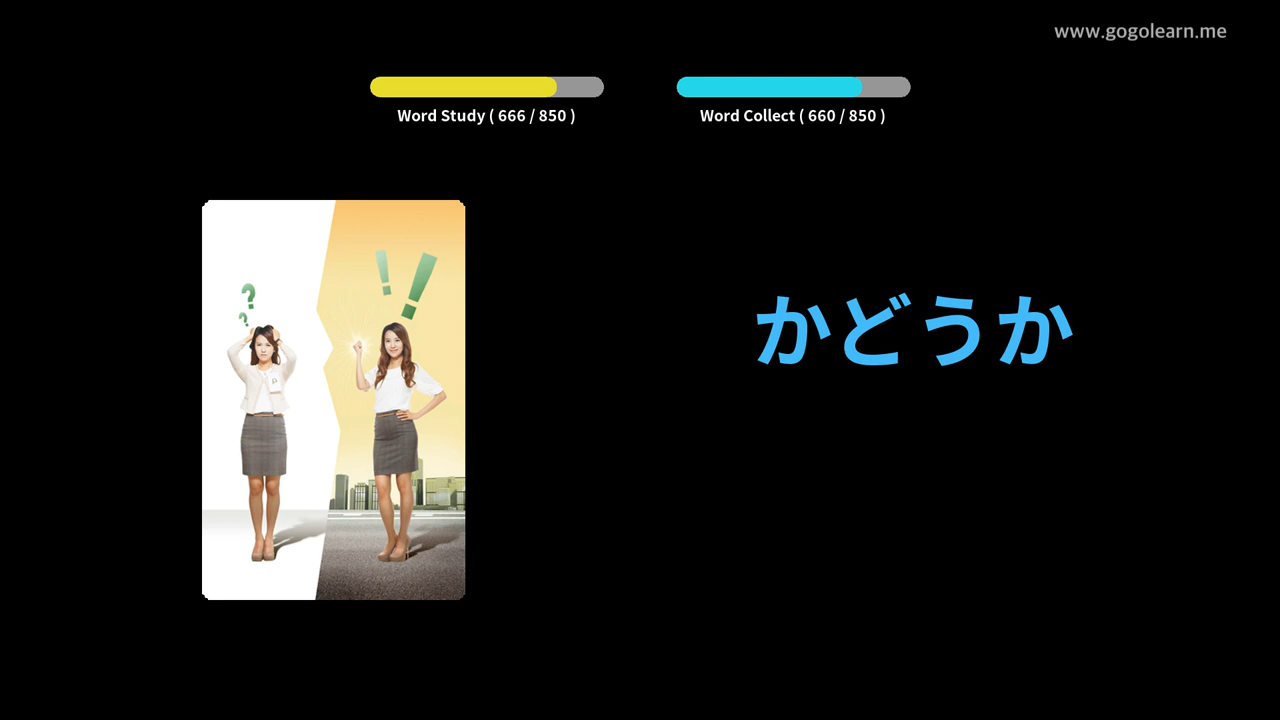 www.gogolearn.me
Word Study ( 666 / 850 )
Word Collect ( 660 / 850 )
? ?
! !
かどうか